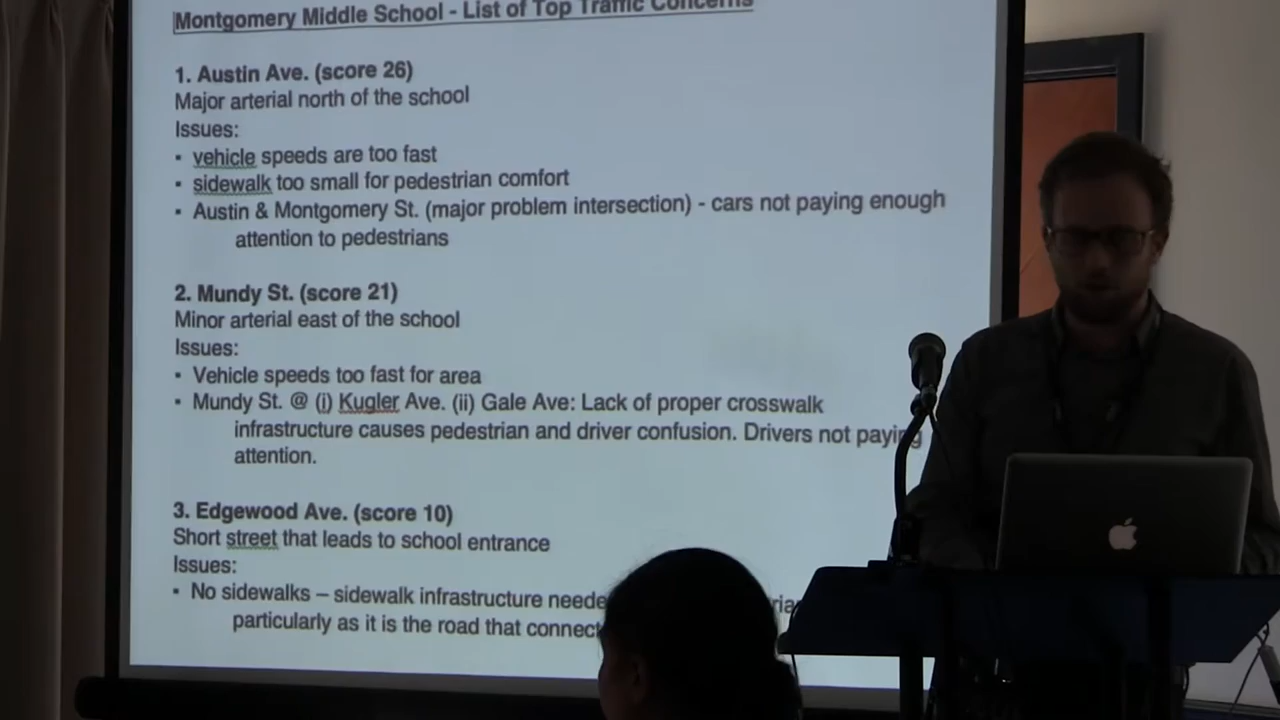 Montgomery Middle School - List of Top Traffic Concerns
1. Austin Ave. (score 26)
Major arterial north of the school
Issues:
• vehicle speeds are too fast
• sidewalk too small for pedestrian comfort
• Austin & Montgomery St. (major problem intersection) - cars not paying enough
attention to pedestrians
2. Mundy St. (score 21)
Minor arterial east of the school
Issues:
• Vehicle speeds too fast for area
• Mundy St. @ (i) Kugler Ave. (ii) Gale Ave: Lack of proper crosswalk
infrastructure causes pedestrian and driver confusion. Drivers not paying
attention.
3. Edgewood Ave. (score 10)
Short street that leads to school entrance
Issues:
• No sidewalks – sidewalk infrastructure
particularly as it is the road that